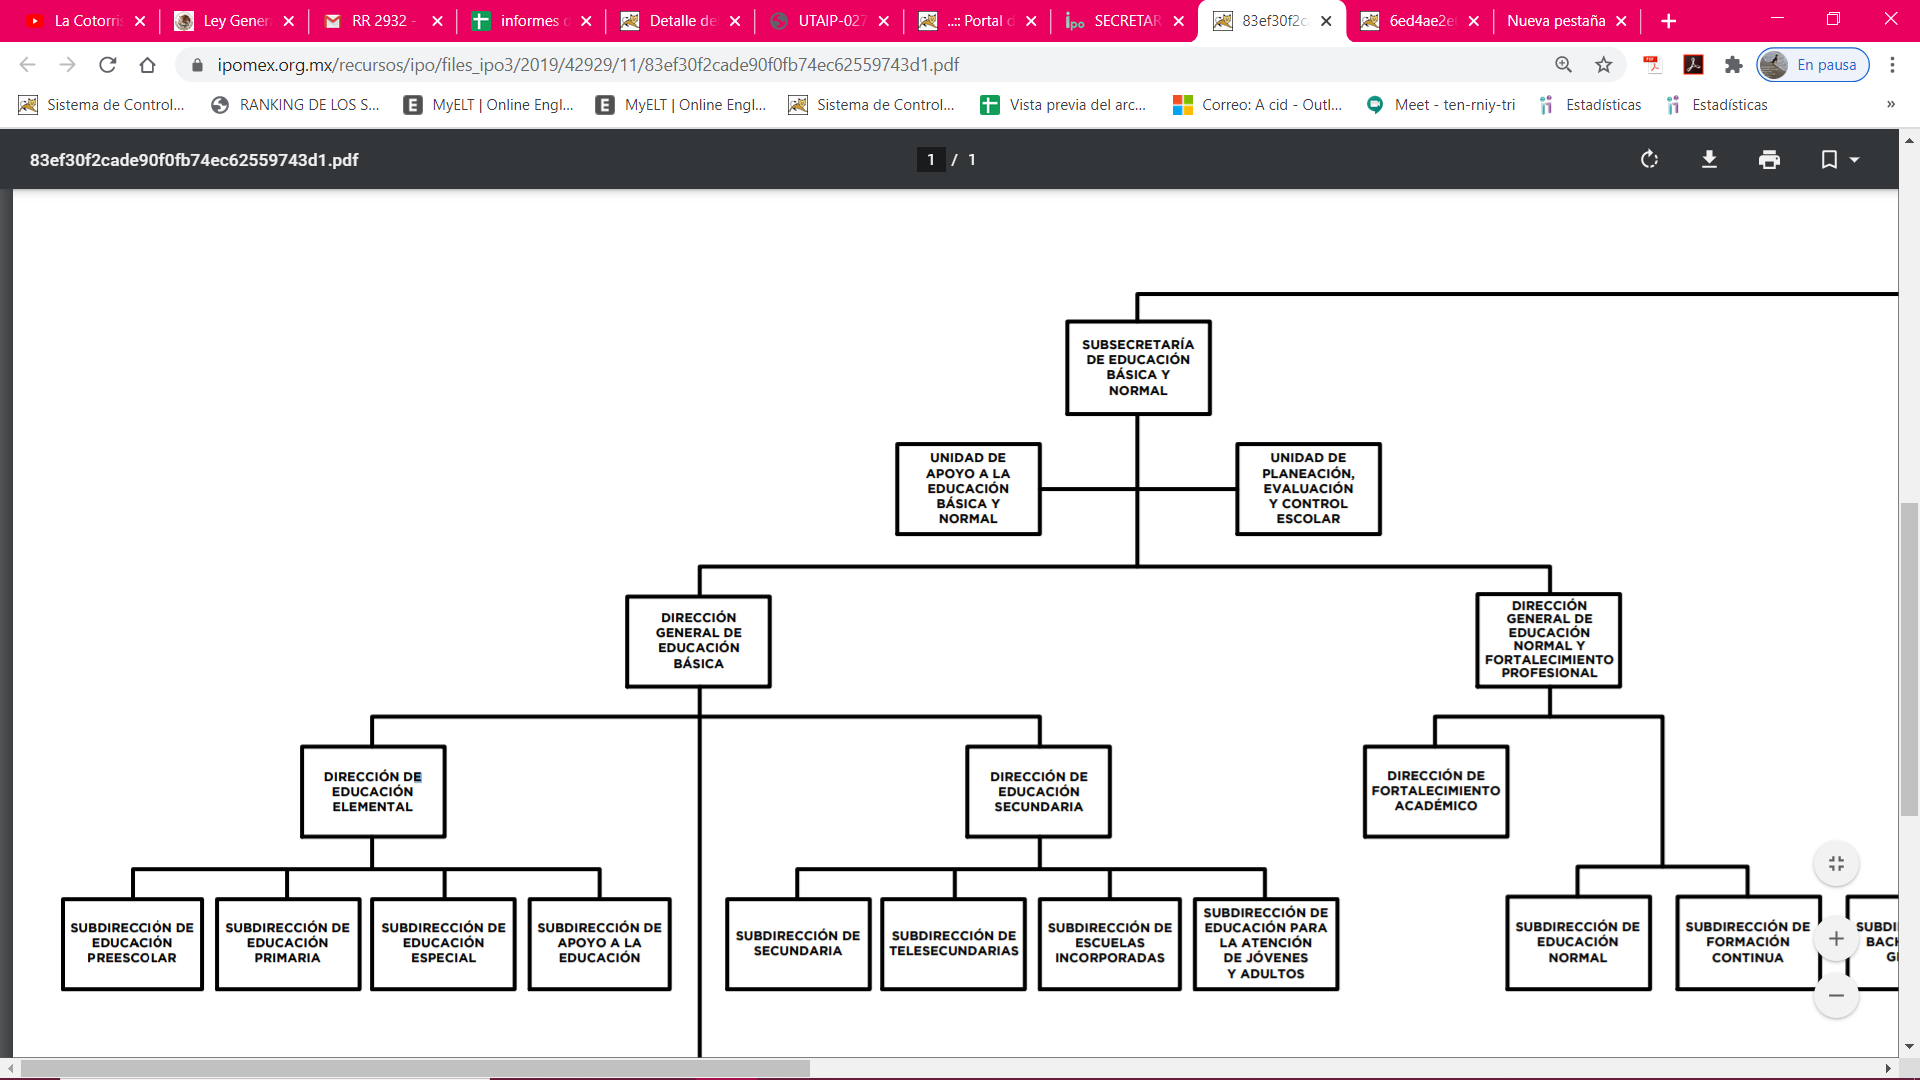 La Cotorris
Ley Gener
RR 2932 -
informes d
Detalle de
UTAIP-027
..:: Portal d
SECRETAR
83ef30f2c
6ed4ae2e
Nueva pestaña
ipomex.org.mx/recursos/ipo/files_ipo3/2019/42929/11/83ef30f2cade90f0fb74ec62559743d1.pdf
En pausa
Sistema de Control...
RANKING DE LOS S...
MyELT | Online Engl...
MyELT | Online Engl...
Sistema de Control...
Vista previa del arc...
Correo: A cid - Outl...
Meet - ten-rniy-tri
Estadísticas
Estadísticas
»
83ef30f2cade90f0fb74ec62559743d1.pdf
1 / 1
SUBSECRETARÍA
DE EDUCACIÓN
BÁSICA Y
NORMAL
UNIDAD DE
APOYO A LA
EDUCACIÓN
BÁSICA Y
NORMAL
UNIDAD DE
PLANEACIÓN,
EVALUACIÓN
Y CONTROL
ESCOLAR
DIRECCIÓN
GENERAL DE
EDUCACIÓN
BÁSICA
DIRECCIÓN
GENERAL DE
EDUCACIÓN
NORMAL Y
FORTALECIMIENTO
PROFESIONAL
DIRECCIÓN DE
EDUCACIÓN
ELEMENTAL
DIRECCIÓN DE
EDUCACIÓN
SECUNDARIA
DIRECCIÓN DE
FORTALECIMIENTO
ACADÉMICO
SUBDIRECCIÓN DE
EDUCACIÓN
PREESCOLAR
SUBDIRECCIÓN DE
EDUCACIÓN
PRIMARIA
SUBDIRECCIÓN DE
EDUCACIÓN
ESPECIAL
SUBDIRECCIÓN DE
APOYO A LA
EDUCACIÓN
SUBDIRECCIÓN DE
SECUNDARIA
SUBDIRECCIÓN DE
TELESECUNDARIAS
SUBDIRECCIÓN DE
ESCUELAS
INCORPORADAS
SUBDIRECCIÓN DE
EDUCACIÓN PARA
LA ATENCIÓN
DE JÓVENES
Y ADULTOS
SUBDIRECCIÓN DE
EDUCACIÓN
NORMAL
SUBDIRECCIÓN DE
FORMACIÓN
CONTINUA
SUBDI
BACH
G